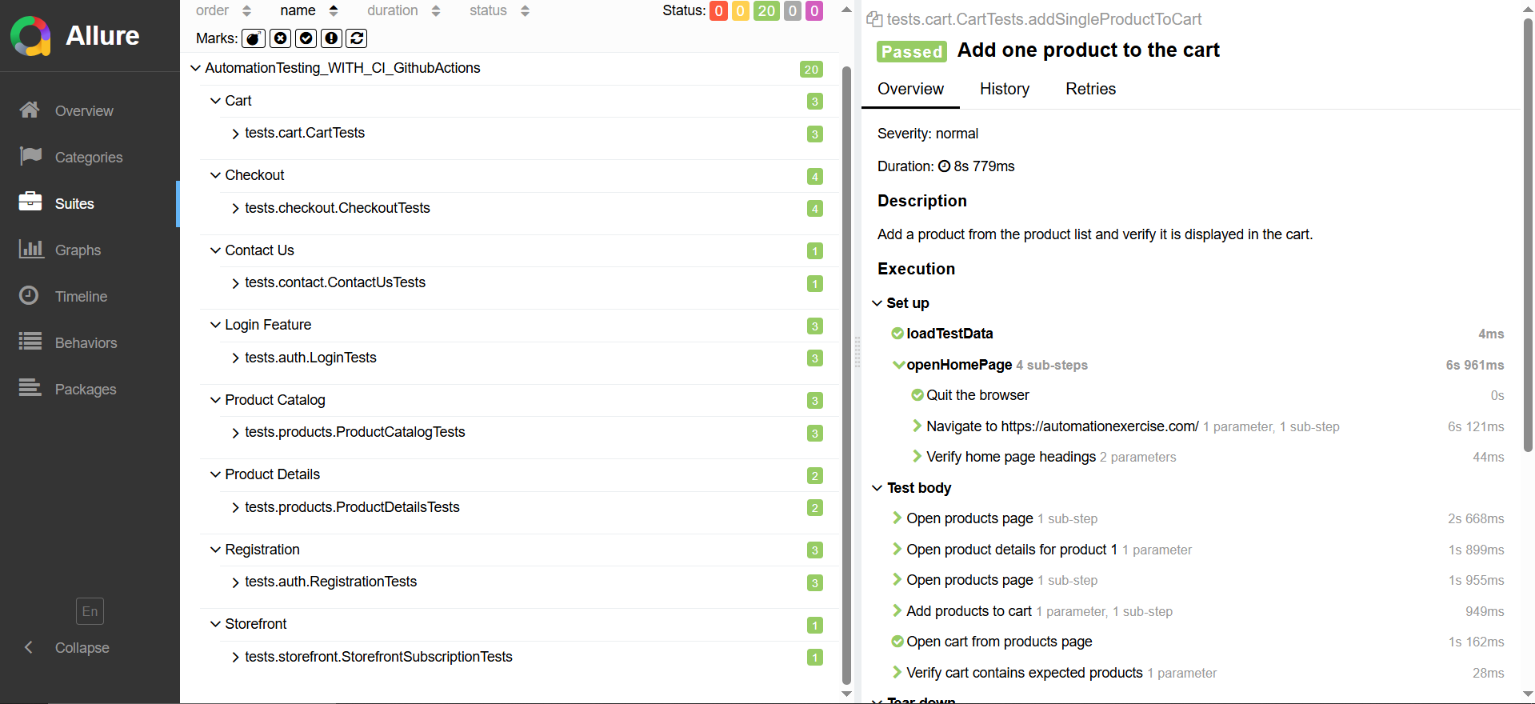 Allure
Overview
Categories
Suites
Graphs
Timeline
Behaviors
Packages
En
Collapse
order name duration status Status: 0 0 20 0 0
Marks:
AutomationTesting_WITH_CI_GithubActions 20
Cart 3
tests.cart.CartTests 3
Checkout 4
tests.checkout.CheckoutTests 4
Contact Us 1
tests.contact.ContactUsTests 1
Login Feature 3
tests.auth.LoginTests 3
Product Catalog 3
tests.products.ProductCatalogTests 3
Product Details 2
tests.products.ProductDetailsTests 2
Registration 3
tests.auth.RegistrationTests 3
Storefront 1
tests.storefront.StorefrontSubscriptionTests 1
tests.cart.CartTests.addSingleProductToCart
Passed Add one product to the cart
Overview History Retries
Severity: normal
Duration: 8s 779ms
Description
Add a product from the product list and verify it is displayed in the cart.
Execution
Set up
loadTestData 4ms
openHomePage 4 sub-steps 6s 961ms
Quit the browser 0s
Navigate to https://automationexercise.com/ 1 parameter, 1 sub-step 6s 121ms
Verify home page headings 2 parameters 44ms
Test body
Open products page 1 sub-step 2s 668ms
Open product details for product 1 1 parameter 1s 899ms
Open products page 1 sub-step 1s 955ms
Add products to cart 1 parameter, 1 sub-step 949ms
Open cart from products page 1s 162ms
Verify cart contains expected products 1 parameter 28ms
Tear down